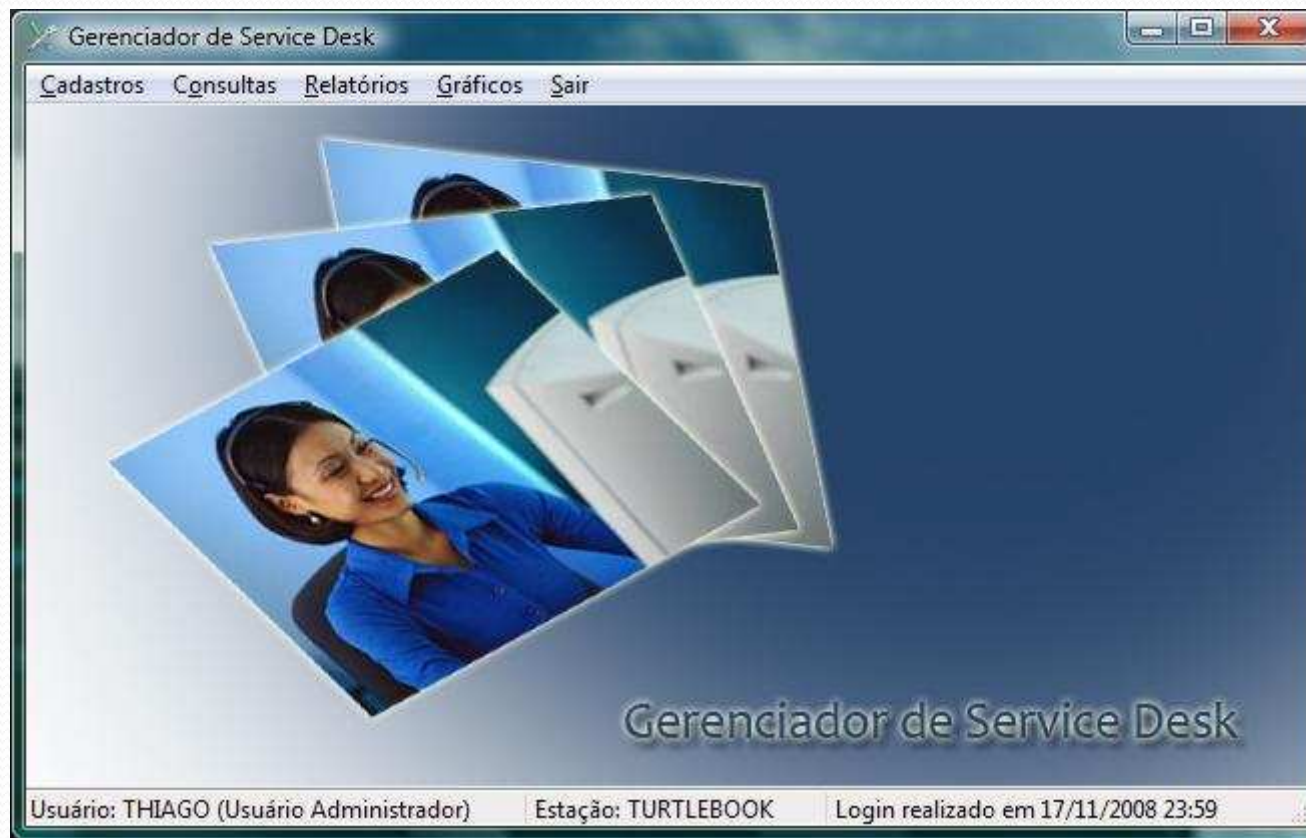 Gerenciador de Service Desk
Cadastros Consultas Relatórios Gráficos Sair
Gerenciador de Service Desk
Usuário: THIAGO (Usuário Administrador) Estação: TURTLEBOOK Login realizado em 17/11/2008 23:59